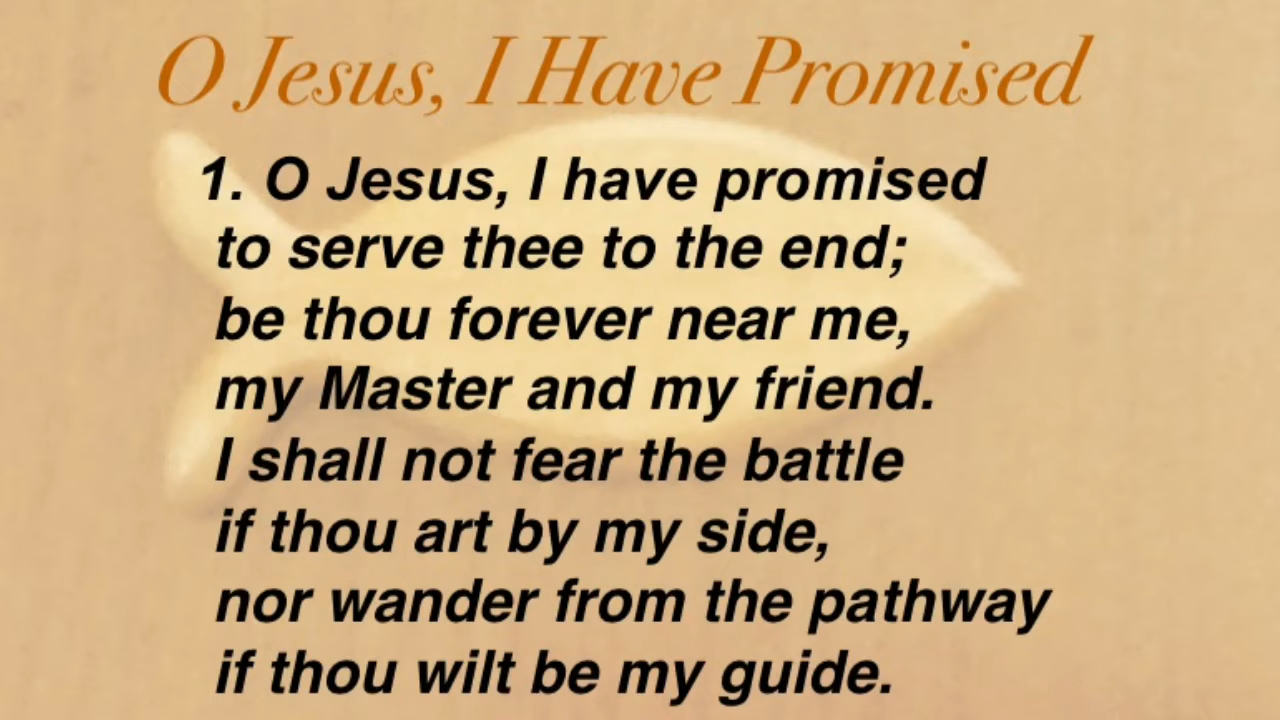 O Jesus, I Have Promised
1. O Jesus, I have promised
to serve thee to the end;
be thou forever near me,
my Master and my friend.
I shall not fear the battle
if thou art by my side,
nor wander from the pathway
if thou wilt be my guide.